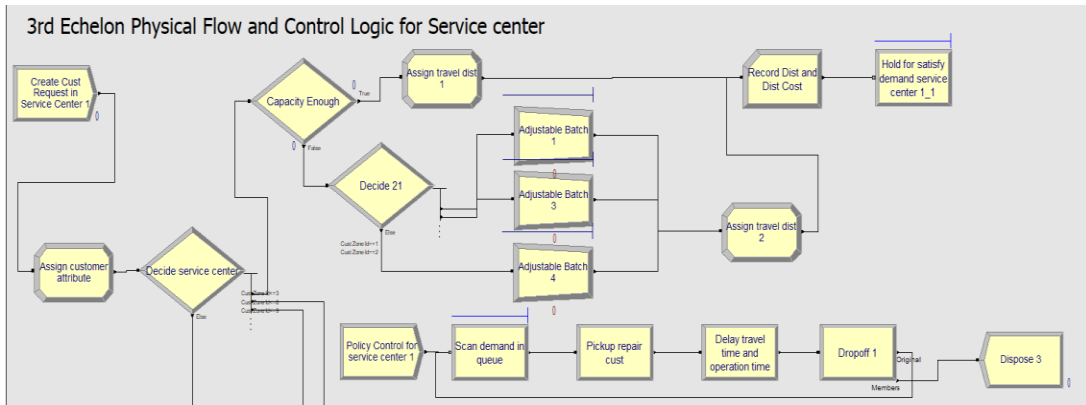 3rd Echelon Physical Flow and Control Logic for Service center
Create Cust
Request in
Service Center 1
0
Capacity Enough
0
True
0
False
Assign travel dist
1
Record Dist and
Dist Cost
Hold for satisfy
demand service
center 1_1
Adjustable Batch
1
0
Decide 21
Else
Cust Zone Id==1
Cust Zone Id==2
Adjustable Batch
3
0
Adjustable Batch
4
0
Assign travel dist
2
Assign customer
attribute
Decide service center
Else
Policy Control for
service center 1
Scan demand in
queue
Pickup repair
cust
Delay travel
time and
operation time
Dropoff 1
Original
Members
Dispose 3
0